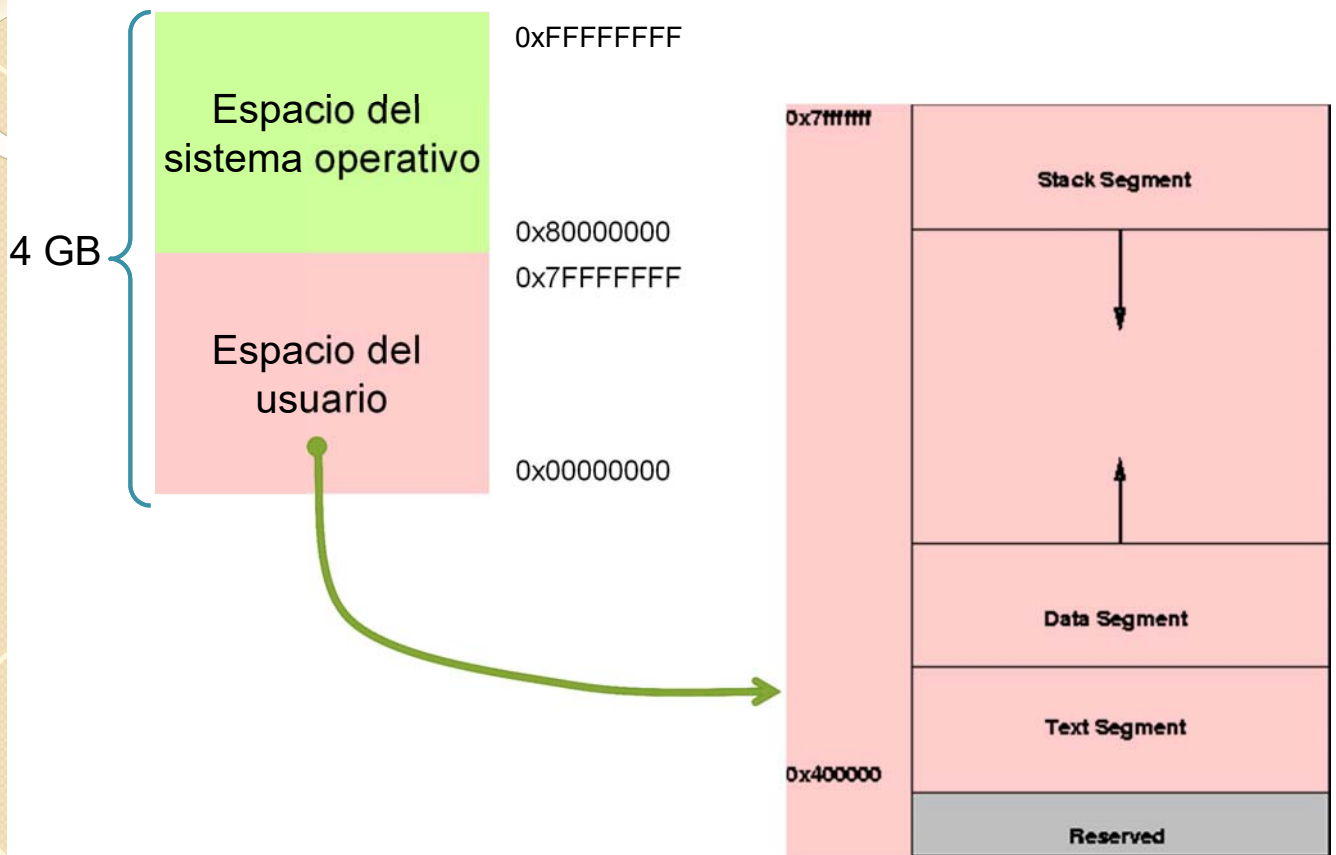 0xFFFFFFFF
Espacio del
sistema operativo
0x80000000
4 GB
0x7FFFFFFF
Espacio del
usuario
0x00000000
0x7fffffff
Stack Segment
Data Segment
Text Segment
0x400000
Reserved